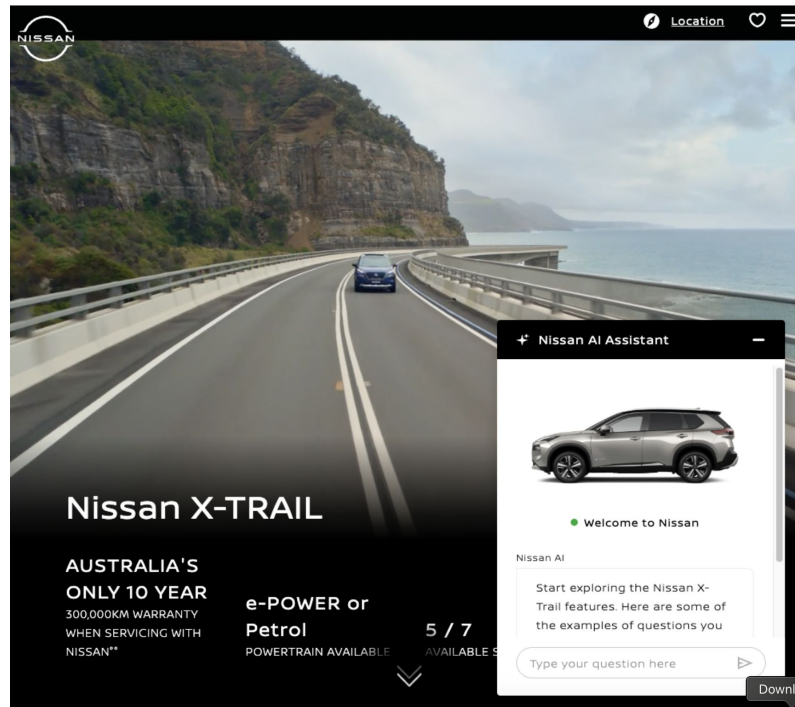 NISSAN
Location
Nissan AI Assistant
Welcome to Nissan
Nissan AI
Start exploring the Nissan X-
Trail features. Here are some of
the examples of questions you
Type your question here
Nissan X-TRAIL
AUSTRALIA'S
ONLY 10 YEAR
300,000KM WARRANTY
WHEN SERVICING WITH
NISSAN**
e-POWER or
Petrol
POWERTRAIN AVAILABLE
5 / 7
AVAILABLE S
Downl